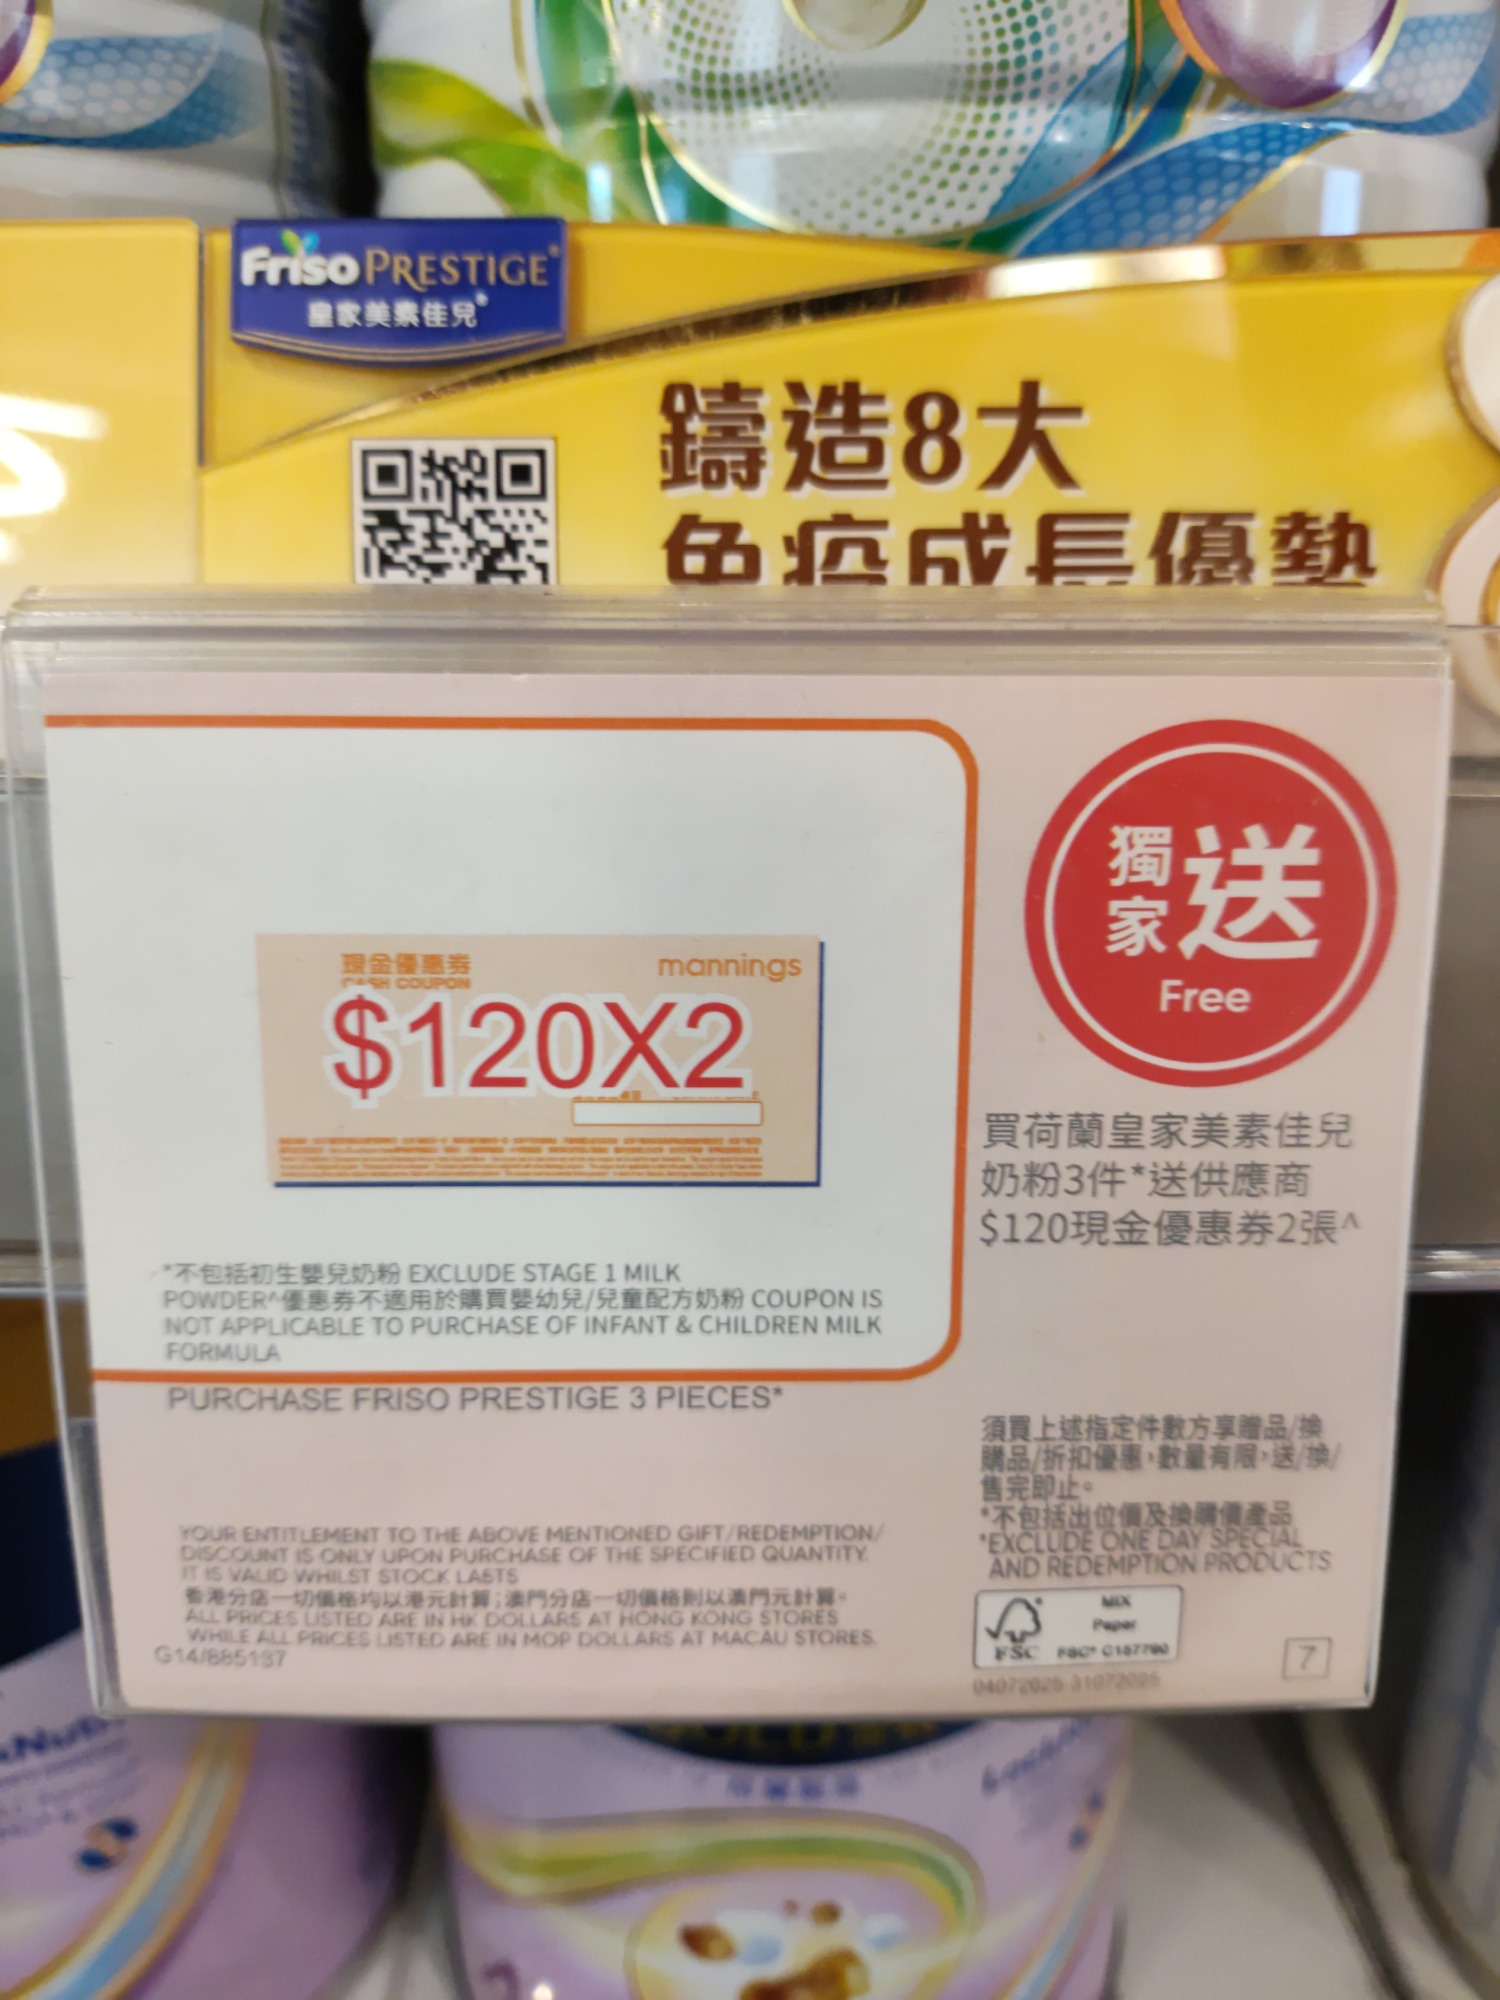 Friso PRESTIGE®
皇家美素佳兒®
鑄造8大
免疫成長優勢
現金優惠券
CASH COUPON
mannings
$120X2
獨家
送
Free
買荷蘭皇家美素佳兒
奶粉3件*送供應商
$120現金優惠券2張^
*不包括初生嬰兒奶粉 EXCLUDE STAGE 1 MILK
POWDER^優惠券不適用於購買嬰幼兒/兒童配方奶粉 COUPON IS
NOT APPLICABLE TO PURCHASE OF INFANT & CHILDREN MILK
FORMULA
PURCHASE FRISO PRESTIGE 3 PIECES*
須買上述指定件數方享贈品/換
購品/折扣優惠,數量有限,送/換/
售完即止。
*不包括出位價及換購價產品
*EXCLUDE ONE DAY SPECIAL
AND REDEMPTION PRODUCTS
YOUR ENTITLEMENT TO THE ABOVE MENTIONED GIFT/REDEMPTION/
DISCOUNT IS ONLY UPON PURCHASE OF THE SPECIFIED QUANTITY.
IT IS VALID WHILST STOCK LASTS
香港分店一切價格均以港元計算;澳門分店一切價格則以澳門元計算。
ALL PRICES LISTED ARE IN HK DOLLARS AT HONG KONG STORES
WHILE ALL PRICES LISTED ARE IN MOP DOLLARS AT MACAU STORES.
G14/885197
MIX
Paper
FSC
FSC® C157790
04072025-31072025
7